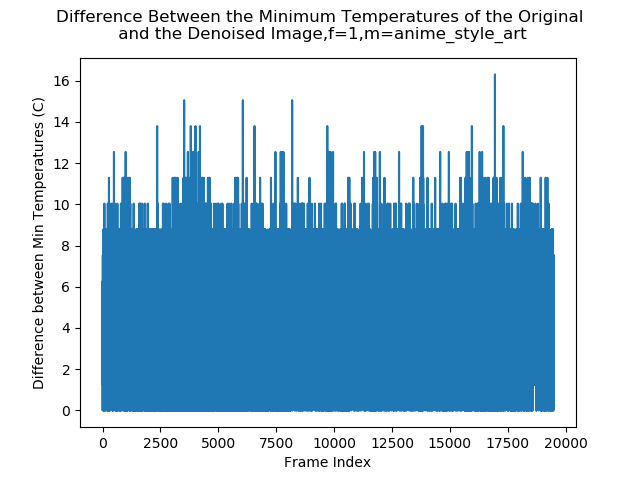 Difference Between the Minimum Temperatures of the Original
and the Denoised Image,f=1,m=anime_style_art
Difference between Min Temperatures (C)
16
14
12
10
8
6
4
2
0
0 2500 5000 7500 10000 12500 15000 17500 20000
Frame Index